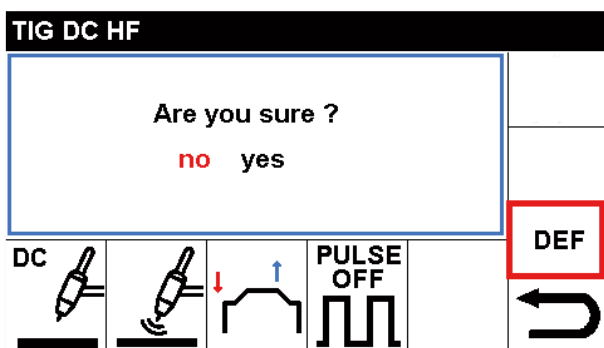 TIG DC HF
Are you sure ?
no yes
DEF
DC
PULSE
OFF